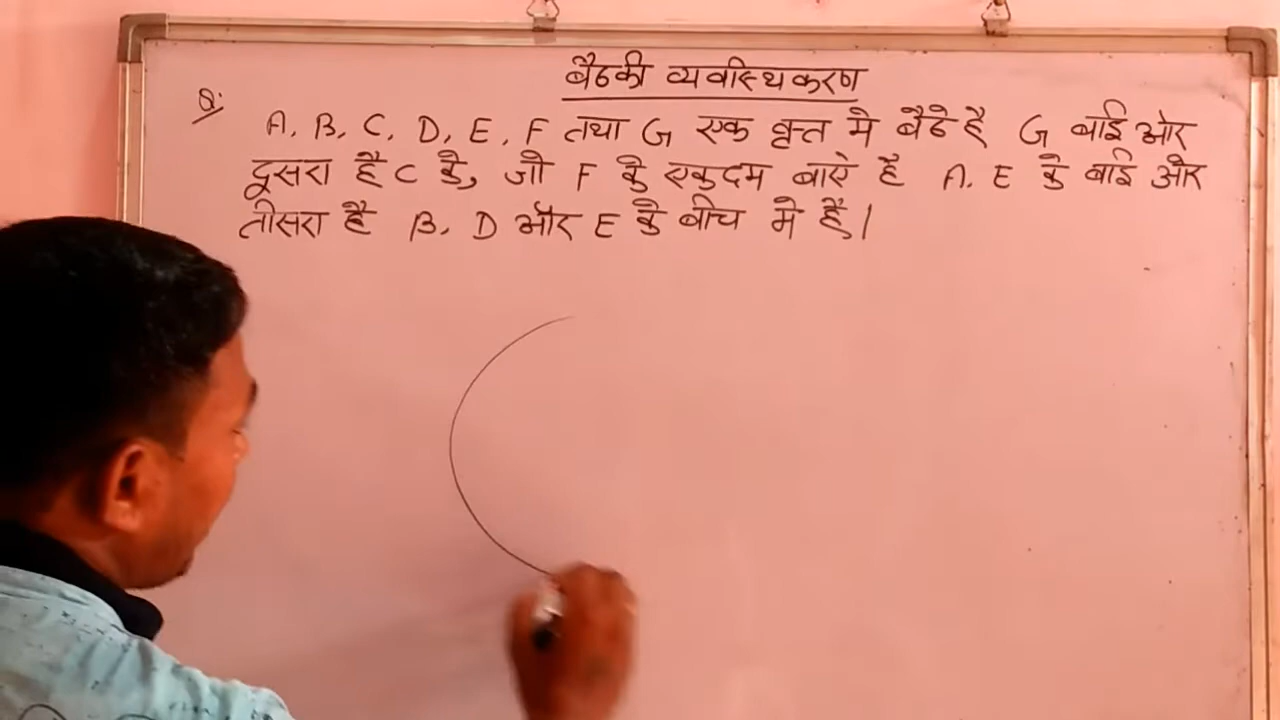 बैठकी व्यवस्थिकरण
Q: A, B, C, D, E, F तथा G एक वृत्त मे बैठे है G बाई ओर
दूसरा है C के, जो F के एकदम बाऐ है A, E के बाई ओर
तीसरा है B, D और E के बीच मे है।